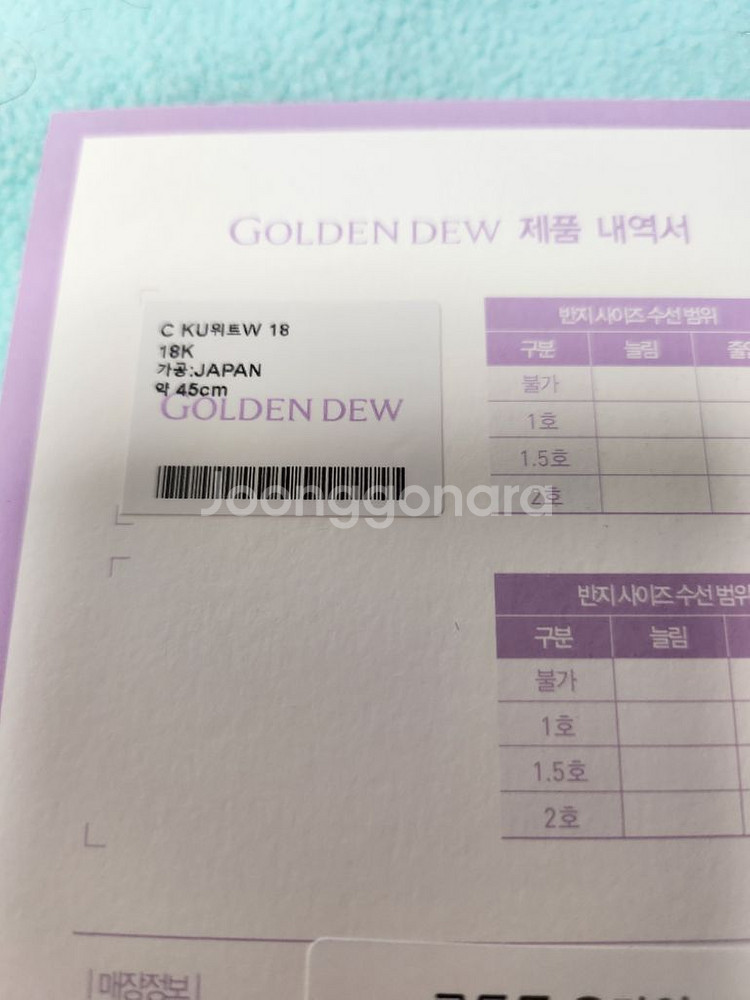 GOLDEN DEW 제품 내역서
C KU위트W 18
18K
가공:JAPAN
약 45cm
GOLDEN DEW
Joonggonara
반지 사이즈 수선 범위
구분 늘림
불가
1호
1.5호
2호
반지 사이즈 수선 범위
구분 늘림
불가
1호
1.5호
2호
매장정보